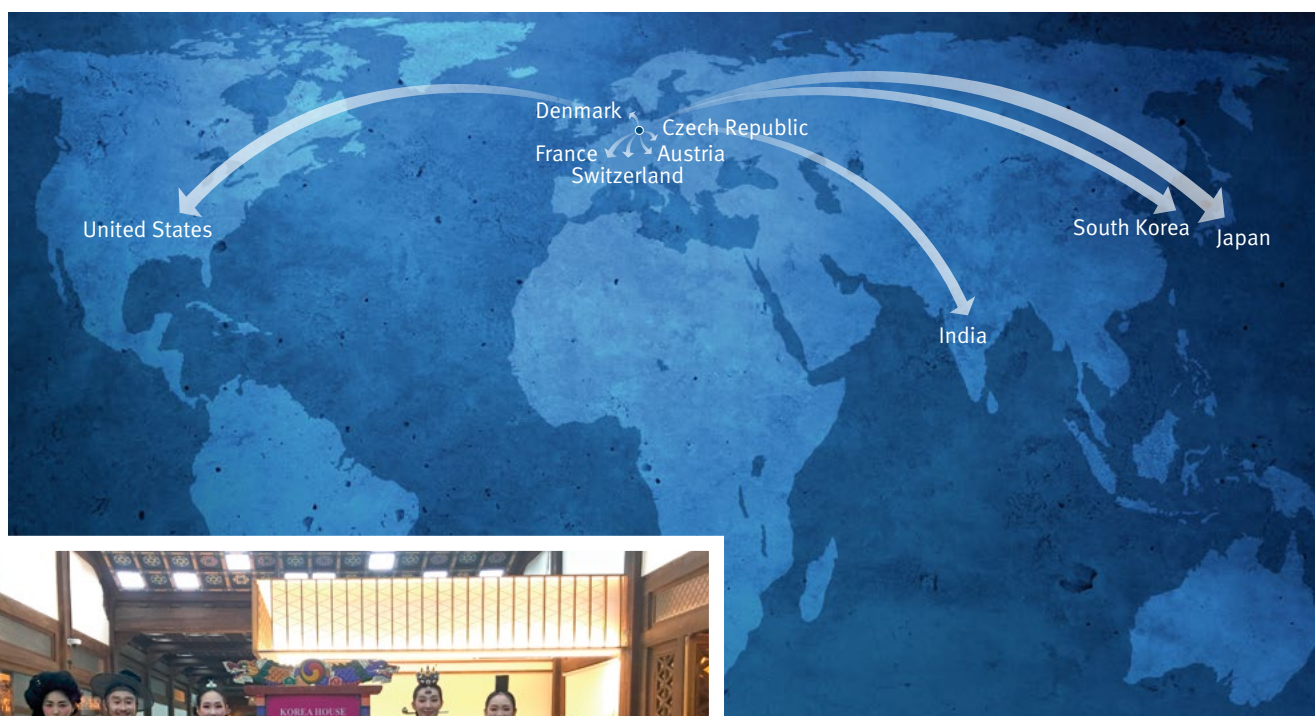 Denmark
Czech Republic
France
Austria
Switzerland
United States
South Korea
Japan
India
KOREA HOUSE